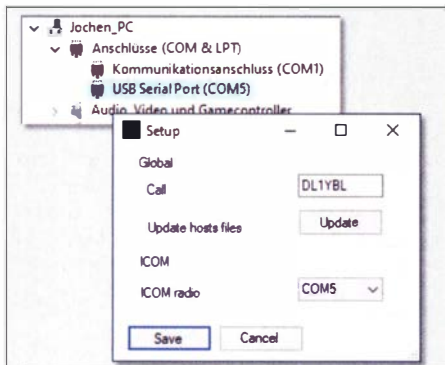 Jochen_PC
Anschlüsse (COM & LPT)
Kommunikationsanschluss (COM1)
USB Serial Port (COM5)
Audio, Video und Gamecontroller
Setup
Global
Call DL1YBL
Update hosts files Update
ICOM
ICOM radio COM5
Save Cancel